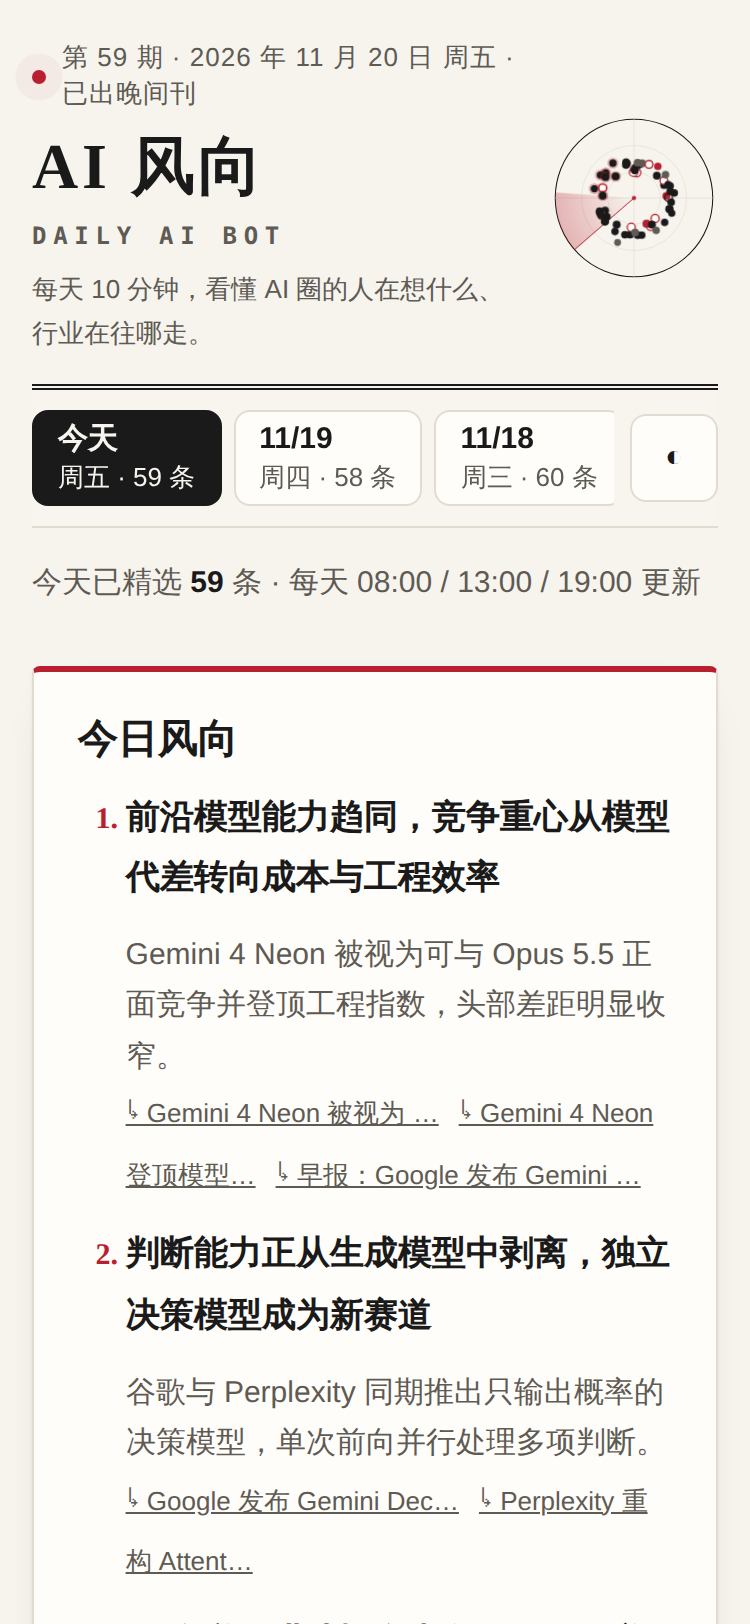 第 59 期 · 2026 年 11 月 20 日 周五 ·
已出晚间刊
AI 风向
DAILY AI BOT
每天 10 分钟，看懂 AI 圈的人在想什么、
行业在往哪走。
今天
周五 · 59 条
11/19
周四 · 58 条
11/18
周三 · 60 条
今天已精选 59 条 · 每天 08:00 / 13:00 / 19:00 更新
今日风向
1. 前沿模型能力趋同，竞争重心从模型
代差转向成本与工程效率
Gemini 4 Neon 被视为可与 Opus 5.5 正
面竞争并登顶工程指数，头部差距明显收
窄。
↳ Gemini 4 Neon 被视为 … ↳ Gemini 4 Neon
登顶模型… ↳ 早报：Google 发布 Gemini …
2. 判断能力正从生成模型中剥离，独立
决策模型成为新赛道
谷歌与 Perplexity 同期推出只输出概率的
决策模型，单次前向并行处理多项判断。
↳ Google 发布 Gemini Dec… ↳ Perplexity 重
构 Attent…